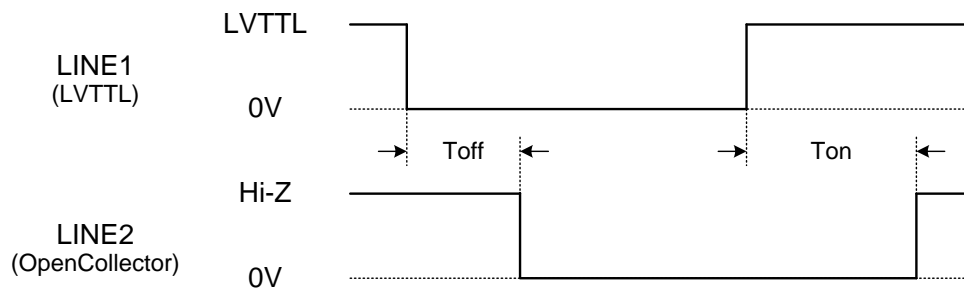 LVTTL
LINE1
(LVTTL)
0V
Toff
Ton
Hi-Z
LINE2
(OpenCollector)
0V